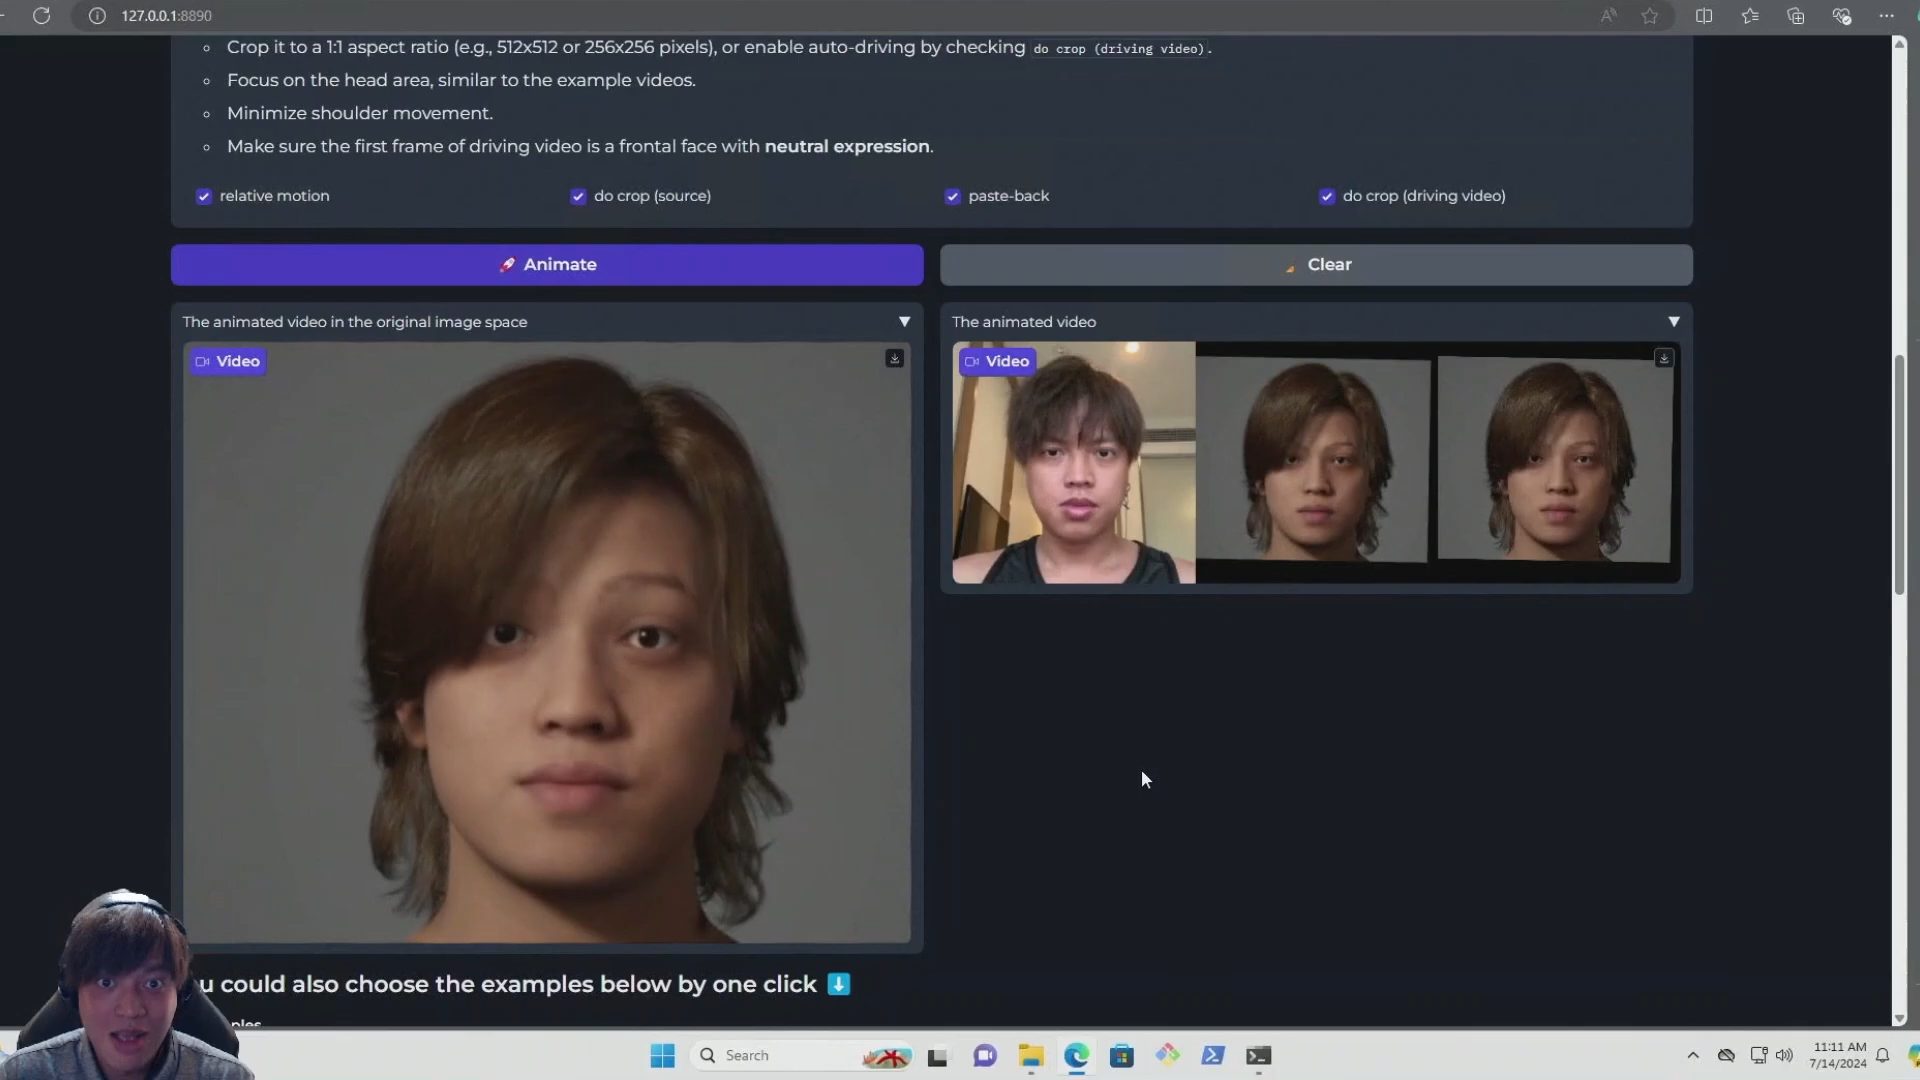 127.0.0.1:8890
Crop it to a 1:1 aspect ratio (e.g., 512x512 or 256x256 pixels), or enable auto-driving by checking do crop (driving video).
Focus on the head area, similar to the example videos.
Minimize shoulder movement.
Make sure the first frame of driving video is a frontal face with neutral expression.
relative motion
do crop (source)
paste-back
do crop (driving video)
Animate
Clear
The animated video in the original image space
The animated video
Video
Video
u could also choose the examples below by one click
Search
11:11 AM
7/14/2024